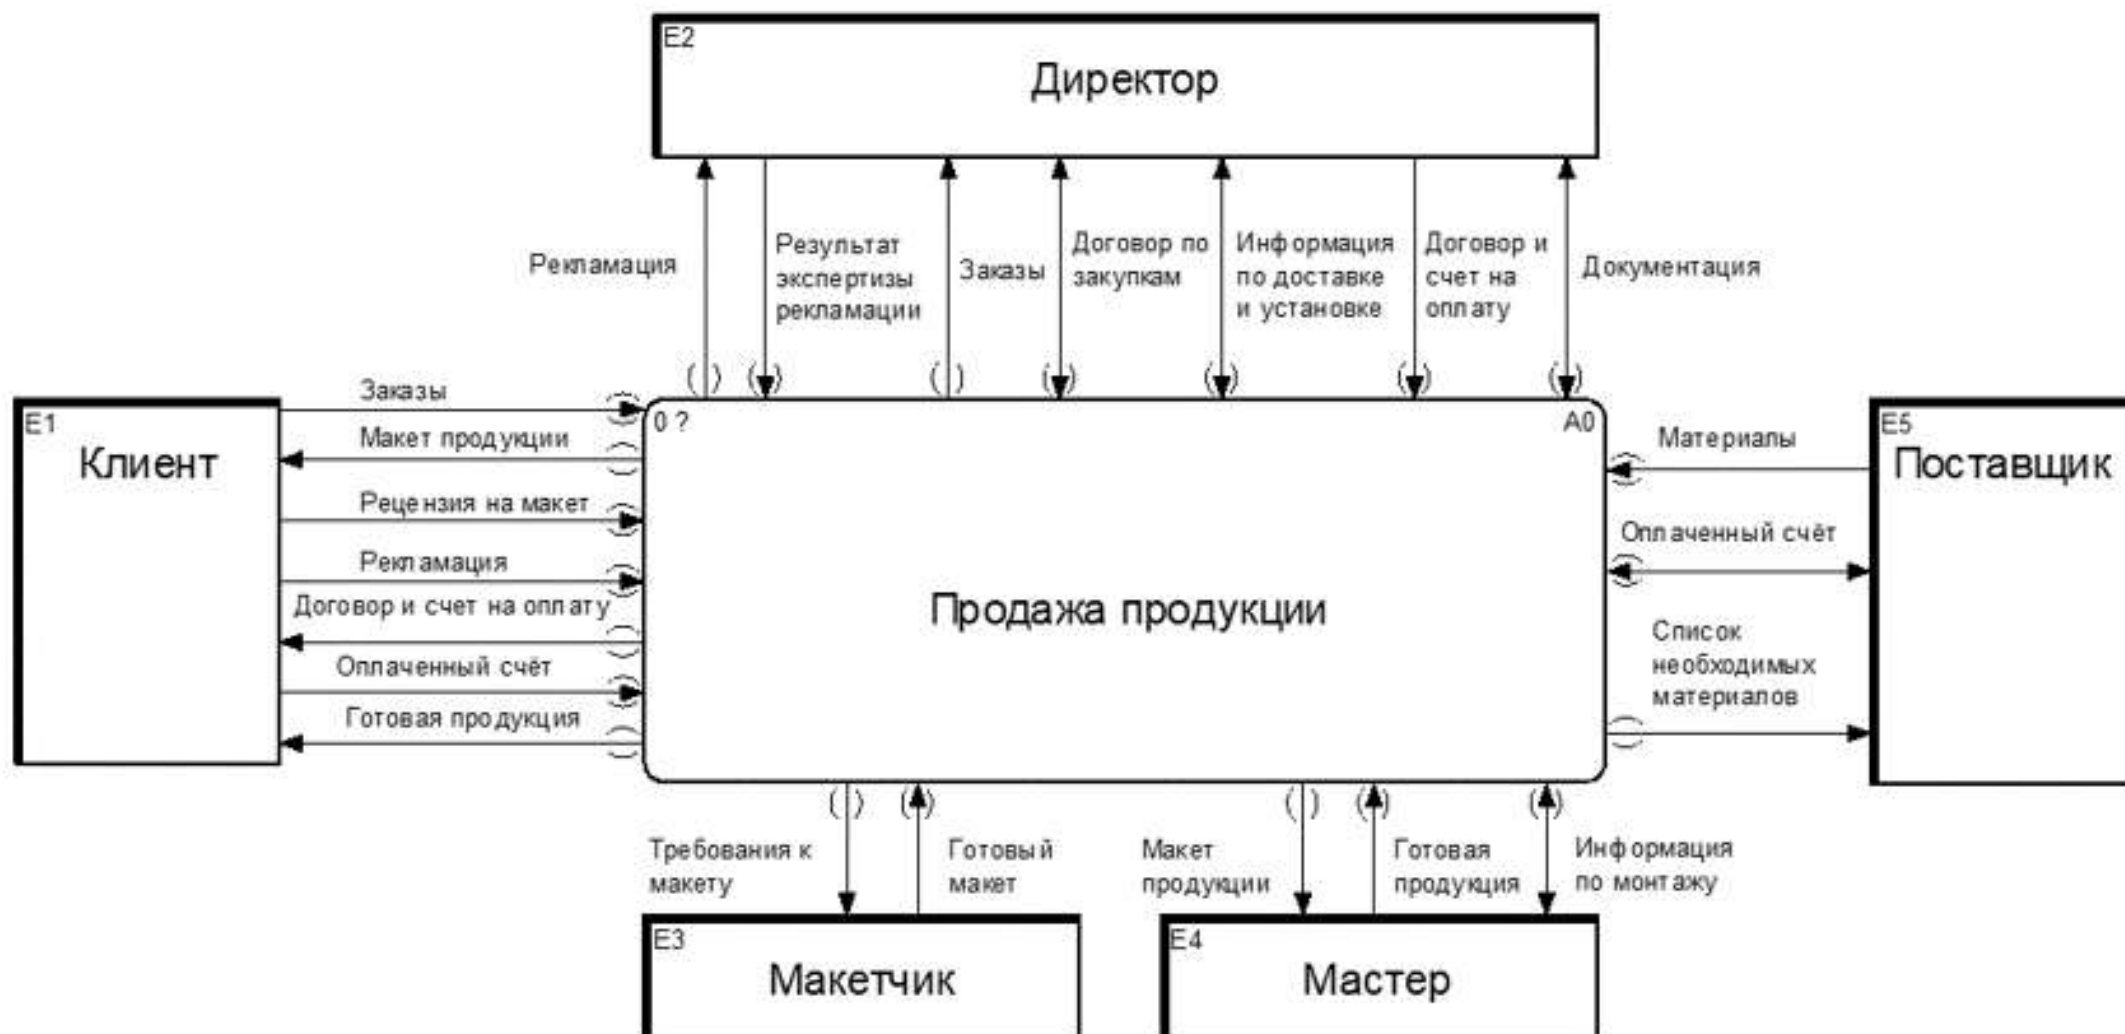 E2
Директор
Рекламация
Результат
экспертизы
рекламации
Заказы
Договор по
закупкам
Информация
по доставке
и установке
Договор и
счет на
оплату
Документация
E1
Клиент
Заказы
Макет продукции
Рецензия на макет
Рекламация
Договор и счет на оплату
Оплаченный счёт
Готовая продукция
0 ?
A0
Продажа продукции
E5
Поставщик
Материалы
Оплаченный счёт
Список
необходимых
материалов
Требования к
макету
Готовый
макет
Макет
продукции
Готовая
продукция
Информация
по монтажу
E3
Макетчик
E4
Мастер